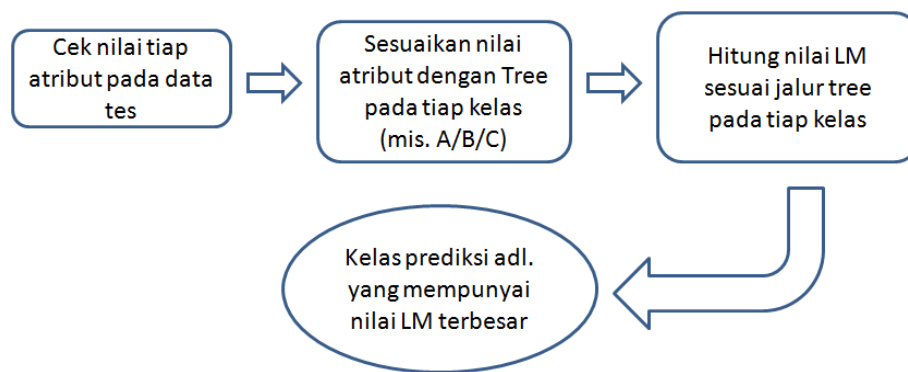 Cek nilai tiap
atribut pada data
tes
Sesuaikan nilai
atribut dengan Tree
pada tiap kelas
(mis. A/B/C)
Hitung nilai LM
sesuai jalur tree
pada tiap kelas
Kelas prediksi adl.
yang mempunyai
nilai LM terbesar